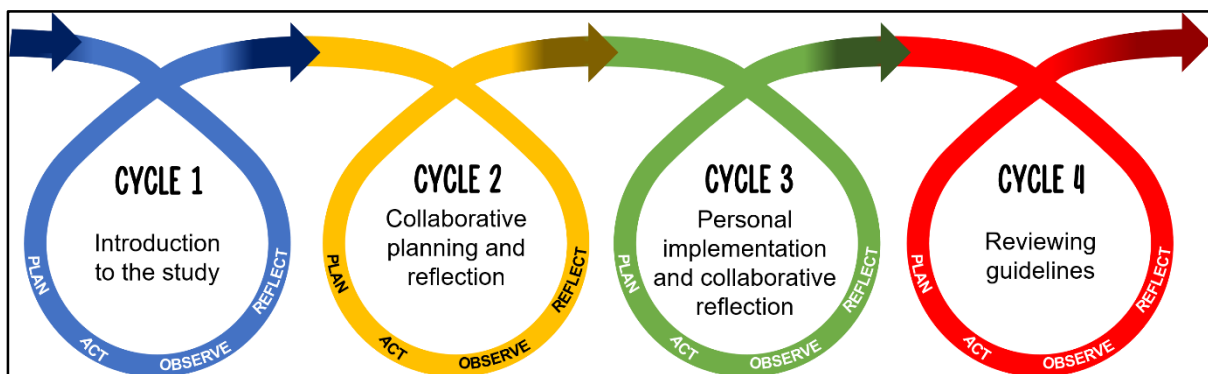 CYCLE 1
Introduction
to the study
PLAN
ACT
OBSERVE
REFLECT
CYCLE 2
Collaborative
planning and
reflection
PLAN
ACT
OBSERVE
REFLECT
CYCLE 3
Personal
implementation
and collaborative
reflection
PLAN
ACT
OBSERVE
REFLECT
CYCLE 4
Reviewing
guidelines
PLAN
ACT
OBSERVE
REFLECT